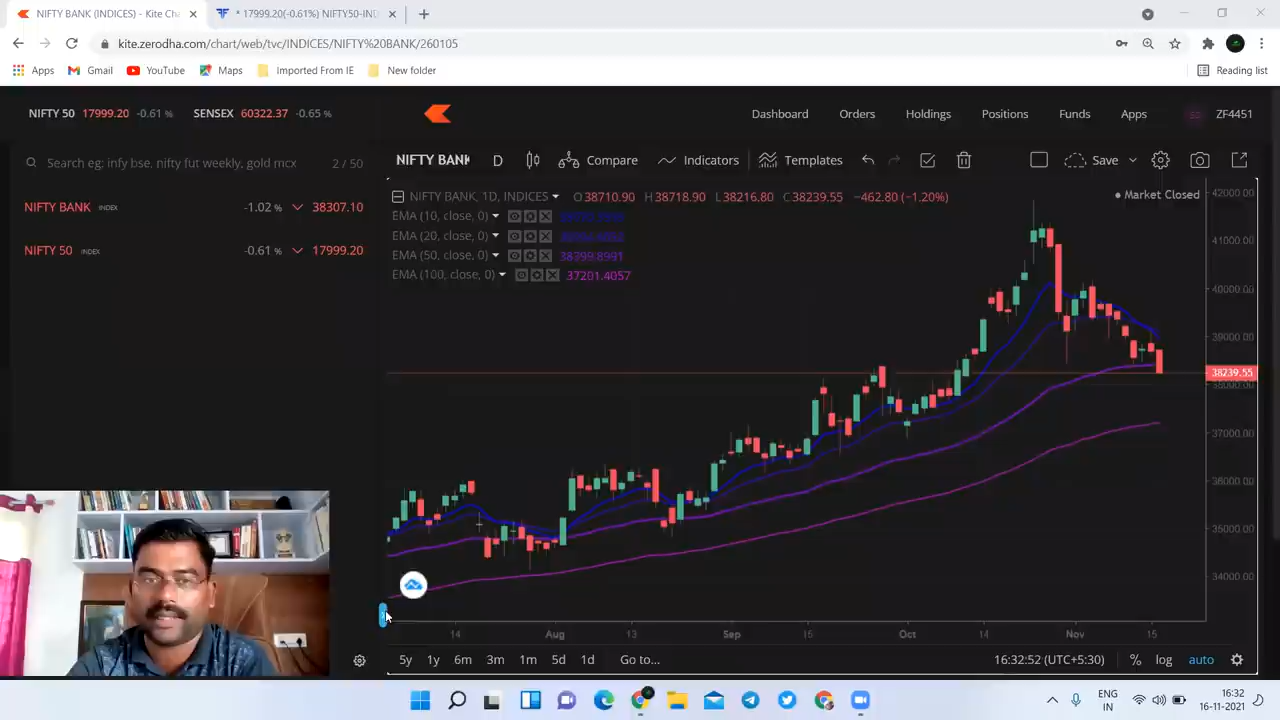 NIFTY BANK (INDICES) - Kite Cha
* 17999.20(-0.61%) NIFTY50-IND
kite.zerodha.com/chart/web/tvc/INDICES/NIFTY%20BANK/260105
Apps Gmail YouTube Maps Imported From IE New folder Reading list
NIFTY 50 17999.20 -0.61 % SENSEX 60322.37 -0.65 %
Dashboard Orders Holdings Positions Funds Apps ZF4451
Search eg: infy bse, nifty fut weekly, gold mcx 2 / 50
NIFTY BANK D Compare Indicators Templates Save
NIFTY BANK INDEX -1.02 % 38307.10
NIFTY 50 INDEX -0.61 % 17999.20
NIFTY BANK, 1D, INDICES O38710.90 H38718.90 L38216.80 C38239.55 −462.80 (−1.20%)
Market Closed
EMA (10, close, 0)
EMA (20, close, 0)
EMA (50, close, 0) 38799.8991
EMA (100, close, 0) 37201.4057
42000.00
41000.00
40000.00
39000.00
38239.55
38000.00
37000.00
36000.00
35000.00
34000.00
14 Aug 13 Sep 15 Oct 14 Nov 15
5y 1y 6m 3m 1m 5d 1d Go to... 16:32:52 (UTC+5:30) % log auto
ENG
IN
16:32
16-11-2021